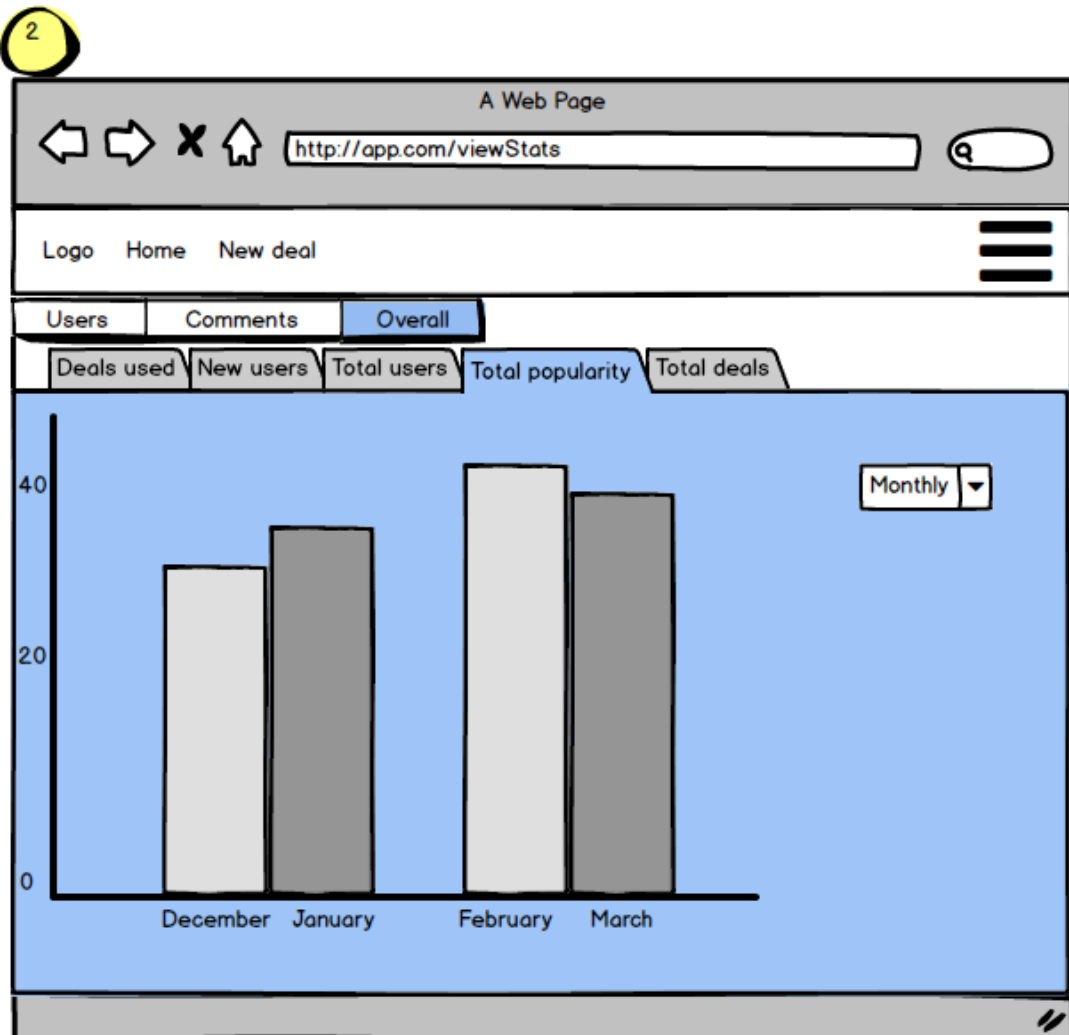 2
A Web Page
http://app.com/viewStats
Logo Home New deal
Users Comments Overall
Deals used New users Total users Total popularity Total deals
40
Monthly
20
0
December January February March